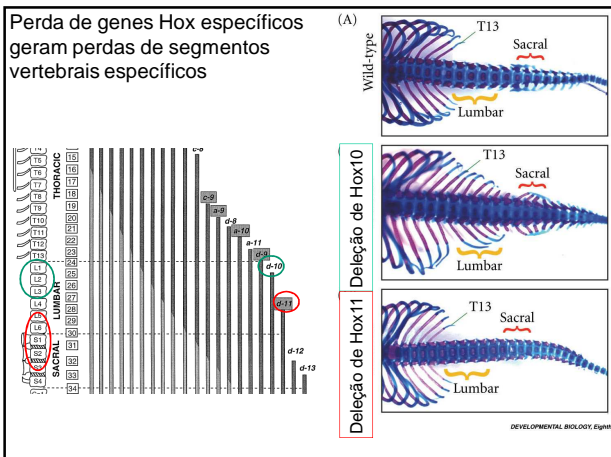 Perda de genes Hox específicos
geram perdas de segmentos
vertebrais específicos
T5
T6
T7
T8
T9
T10
T11
T12
T13
L1
L2
L3
L4
L5
L6
S1
S2
S3
S4
THORACIC
LUMBAR
SACRAL
15
16
17
18
19
20
21
22
23
24
25
26
27
28
29
30
31
32
33
34
c-8
c-9
a-9
d-8
a-10
a-11
d-9
d-10
d-11
d-12
d-13
(A)
Wild-type
T13
Sacral
Lumbar
Deleção de Hox10
T13
Sacral
Lumbar
Deleção de Hox11
T13
Sacral
Lumbar
DEVELOPMENTAL BIOLOGY, Eighth